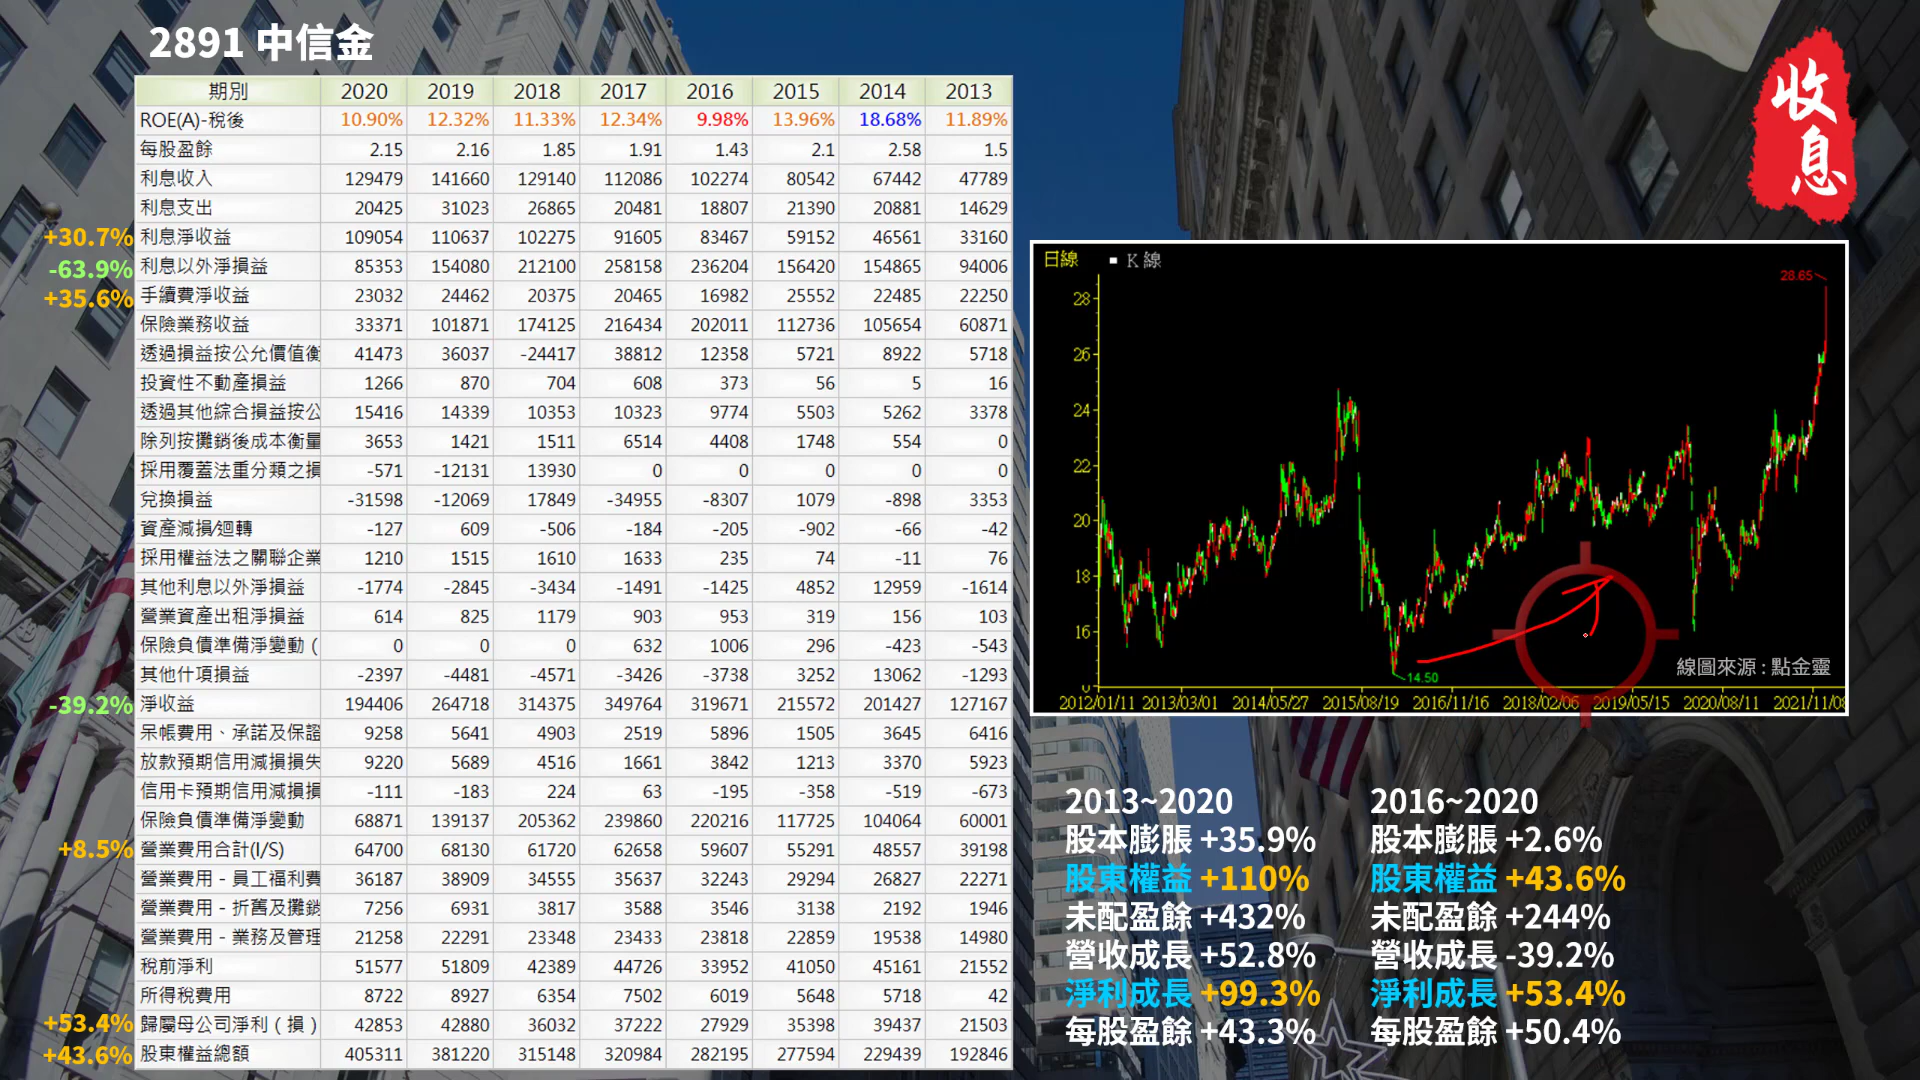 2891 中信金
期別 2020 2019 2018 2017 2016 2015 2014 2013
ROE(A)-稅後 10.90% 12.32% 11.33% 12.34% 9.98% 13.96% 18.68% 11.89%
每股盈餘 2.15 2.16 1.85 1.91 1.43 2.1 2.58 1.5
利息收入 129479 141660 129140 112086 102274 80542 67442 47789
利息支出 20425 31023 26865 20481 18807 21390 20881 14629
+30.7% 利息淨收益 109054 110637 102275 91605 83467 59152 46561 33160
-63.9% 利息以外淨損益 85353 154080 212100 258158 236204 156420 154865 94006
+35.6% 手續費淨收益 23032 24462 20375 20465 16982 25552 22485 22250
保險業務收益 33371 101871 174125 216434 202011 112736 105654 60871
透過損益按公允價值衡 41473 36037 -24417 38812 12358 5721 8922 5718
投資性不動產損益 1266 870 704 608 373 56 5 16
透過其他綜合損益按公 15416 14339 10353 10323 9774 5503 5262 3378
除列按攤銷後成本衡量 3653 1421 1511 6514 4408 1748 554 0
採用覆蓋法重分類之損 -571 -12131 13930 0 0 0 0 0
兌換損益 -31598 -12069 17849 -34955 -8307 1079 -898 3353
資產減損/迴轉 -127 609 -506 -184 -205 -902 -66 -42
採用權益法之關聯企業 1210 1515 1610 1633 235 74 -11 76
其他利息以外淨損益 -1774 -2845 -3434 -1491 -1425 4852 12959 -1614
營業資產出租淨損益 614 825 1179 903 953 319 156 103
保險負債準備淨變動 ( 0 0 0 632 1006 296 -423 -543
其他什項損益 -2397 -4481 -4571 -3426 -3738 3252 13062 -1293
-39.2% 淨收益 194406 264718 314375 349764 319671 215572 201427 127167
呆帳費用、承諾及保證 9258 5641 4903 2519 5896 1505 3645 6416
放款預期信用減損損失 9220 5689 4516 1661 3842 1213 3370 5923
信用卡預期信用減損損 -111 -183 224 63 -195 -358 -519 -673
保險負債準備淨變動 68871 139137 205362 239860 220216 117725 104064 60001
+8.5% 營業費用合計(I/S) 64700 68130 61720 62658 59607 55291 48557 39198
營業費用 - 員工福利費 36187 38909 34555 35637 32243 29294 26827 22271
營業費用 - 折舊及攤銷 7256 6931 3817 3588 3546 3138 2192 1946
營業費用 - 業務及管理 21258 22291 23348 23433 23818 22859 19538 14980
稅前淨利 51577 51809 42389 44726 33952 41050 45161 21552
所得稅費用 8722 8927 6354 7502 6019 5648 5718 42
+53.4% 歸屬母公司淨利 ( 損 ) 42853 42880 36032 37222 27929 35398 39437 21503
+43.6% 股東權益總額 405311 381220 315148 320984 282195 277594 229439 192846
收息
日線 K 線
28.65
28
26
24
22
20
18
16
0
14.50
線圖來源 : 點金靈
2012/01/11 2013/03/01 2014/05/27 2015/08/19 2016/11/16 2018/02/06 2019/05/15 2020/08/11 2021/11/08
2013~2020
股本膨脹 +35.9%
股東權益 +110%
未配盈餘 +432%
營收成長 +52.8%
淨利成長 +99.3%
每股盈餘 +43.3%
2016~2020
股本膨脹 +2.6%
股東權益 +43.6%
未配盈餘 +244%
營收成長 -39.2%
淨利成長 +53.4%
每股盈餘 +50.4%